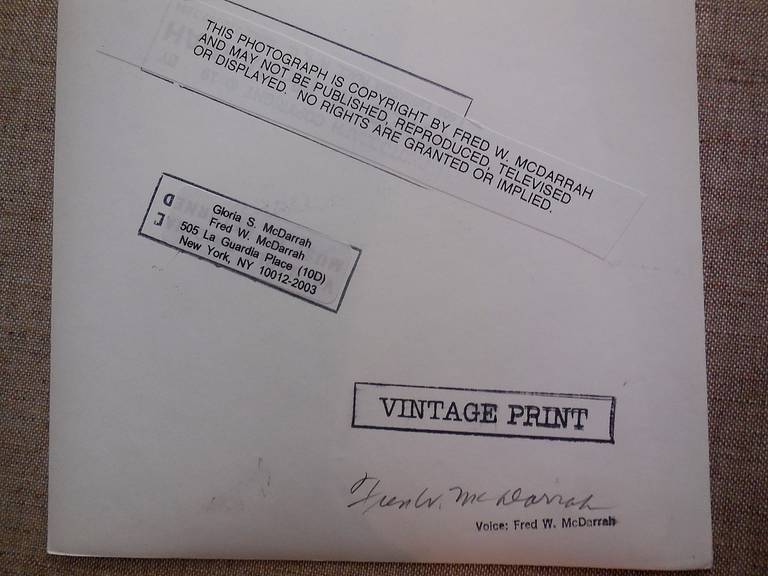 THIS PHOTOGRAPH IS COPYRIGHT BY FRED W. MCDARRAH
AND MAY NOT BE PUBLISHED, REPRODUCED, TELEVISED
OR DISPLAYED. NO RIGHTS ARE GRANTED OR IMPLIED.
Gloria S. McDarrah
Fred W. McDarrah
505 La Guardia Place (10D)
New York, NY 10012-2003
VINTAGE PRINT
Fred W. McDarrah
Voice: Fred W. McDarrah